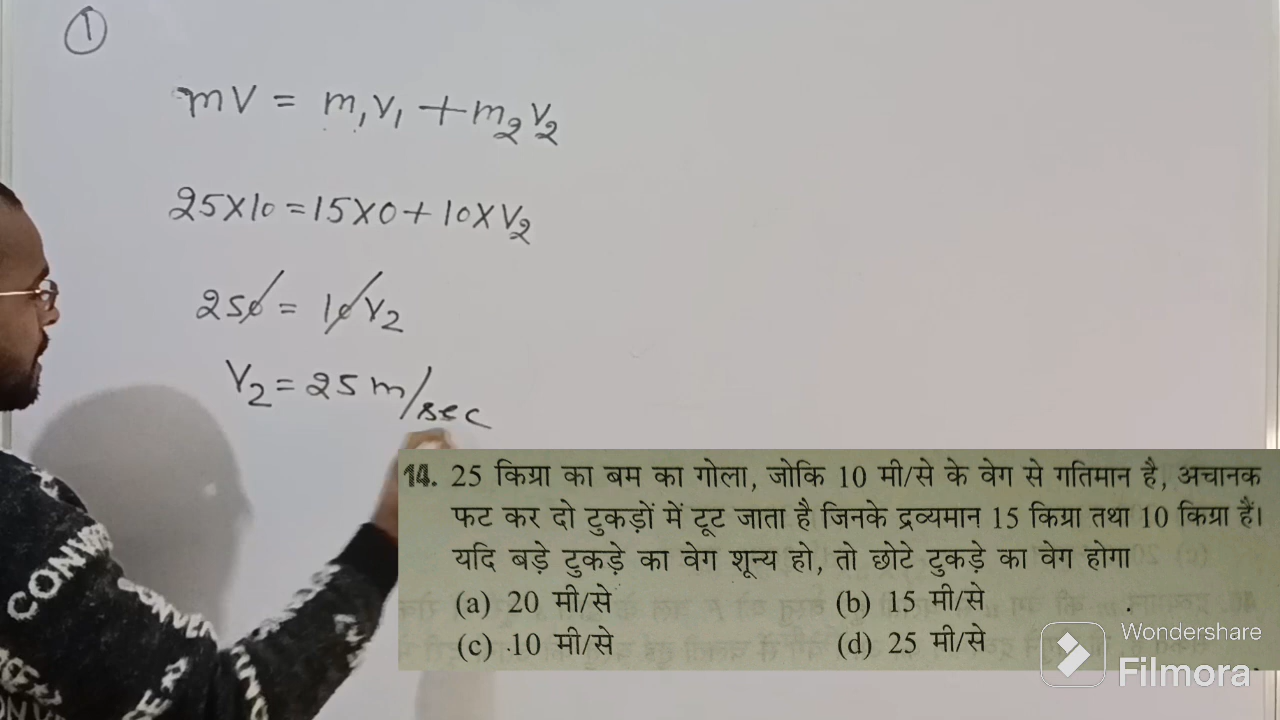 1
mV = m₁V₁ + m₂V₂
25×10 = 15×0 + 10×V₂
250 = 10V₂
V₂ = 25 m/sec
14. 25 किग्रा का बम का गोला, जोकि 10 मी/से के वेग से गतिमान है, अचानक
फट कर दो टुकड़ों में टूट जाता है जिनके द्रव्यमान 15 किग्रा तथा 10 किग्रा हैं।
यदि बड़े टुकड़े का वेग शून्य हो, तो छोटे टुकड़े का वेग होगा
(a) 20 मी/से (b) 15 मी/से
(c) 10 मी/से (d) 25 मी/से
CONVERSE
CONVERSE
Wondershare
Filmora